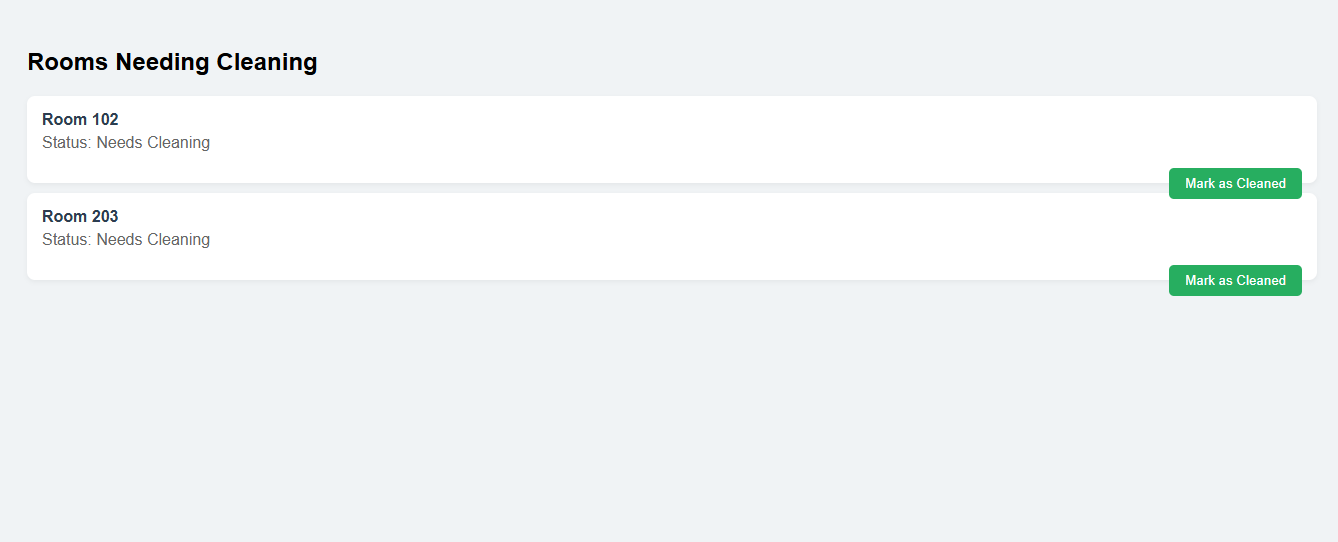 Rooms Needing Cleaning
Room 102
Status: Needs Cleaning
Mark as Cleaned
Room 203
Status: Needs Cleaning
Mark as Cleaned